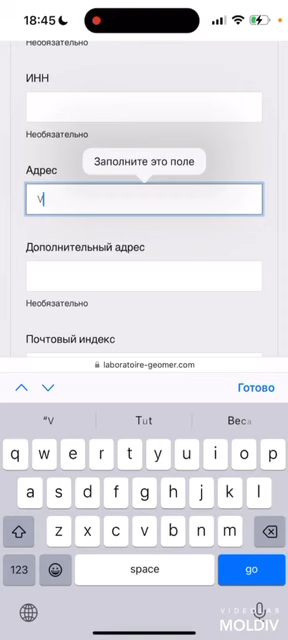 18:45
Необязательно
ИНН
Необязательно
Заполните это поле
Адрес
V
Дополнительный адрес
Необязательно
Почтовый индекс
laboratoire-geomer.com
Готово
“V Tut Веса
q w e r t y u i o p
a s d f g h j k l
z x c v b n m
123 space go
VIDEOLAB
MOLDIV